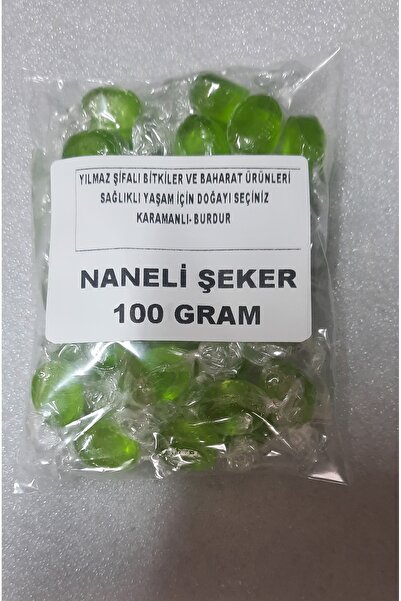 YILMAZ ŞİFALI BİTKİLER VE BAHARAT ÜRÜNLERİ
SAĞLIKLI YAŞAM İÇİN DOĞAYI SEÇİNİZ
KARAMANLI- BURDUR
NANELİ ŞEKER
100 GRAM